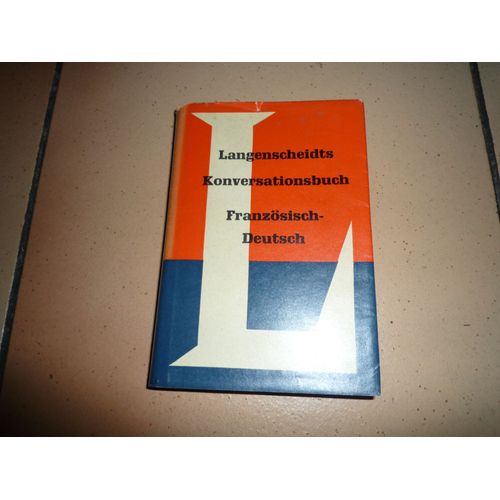 L
Langenscheidts
Konversationsbuch
Französisch-
Deutsch